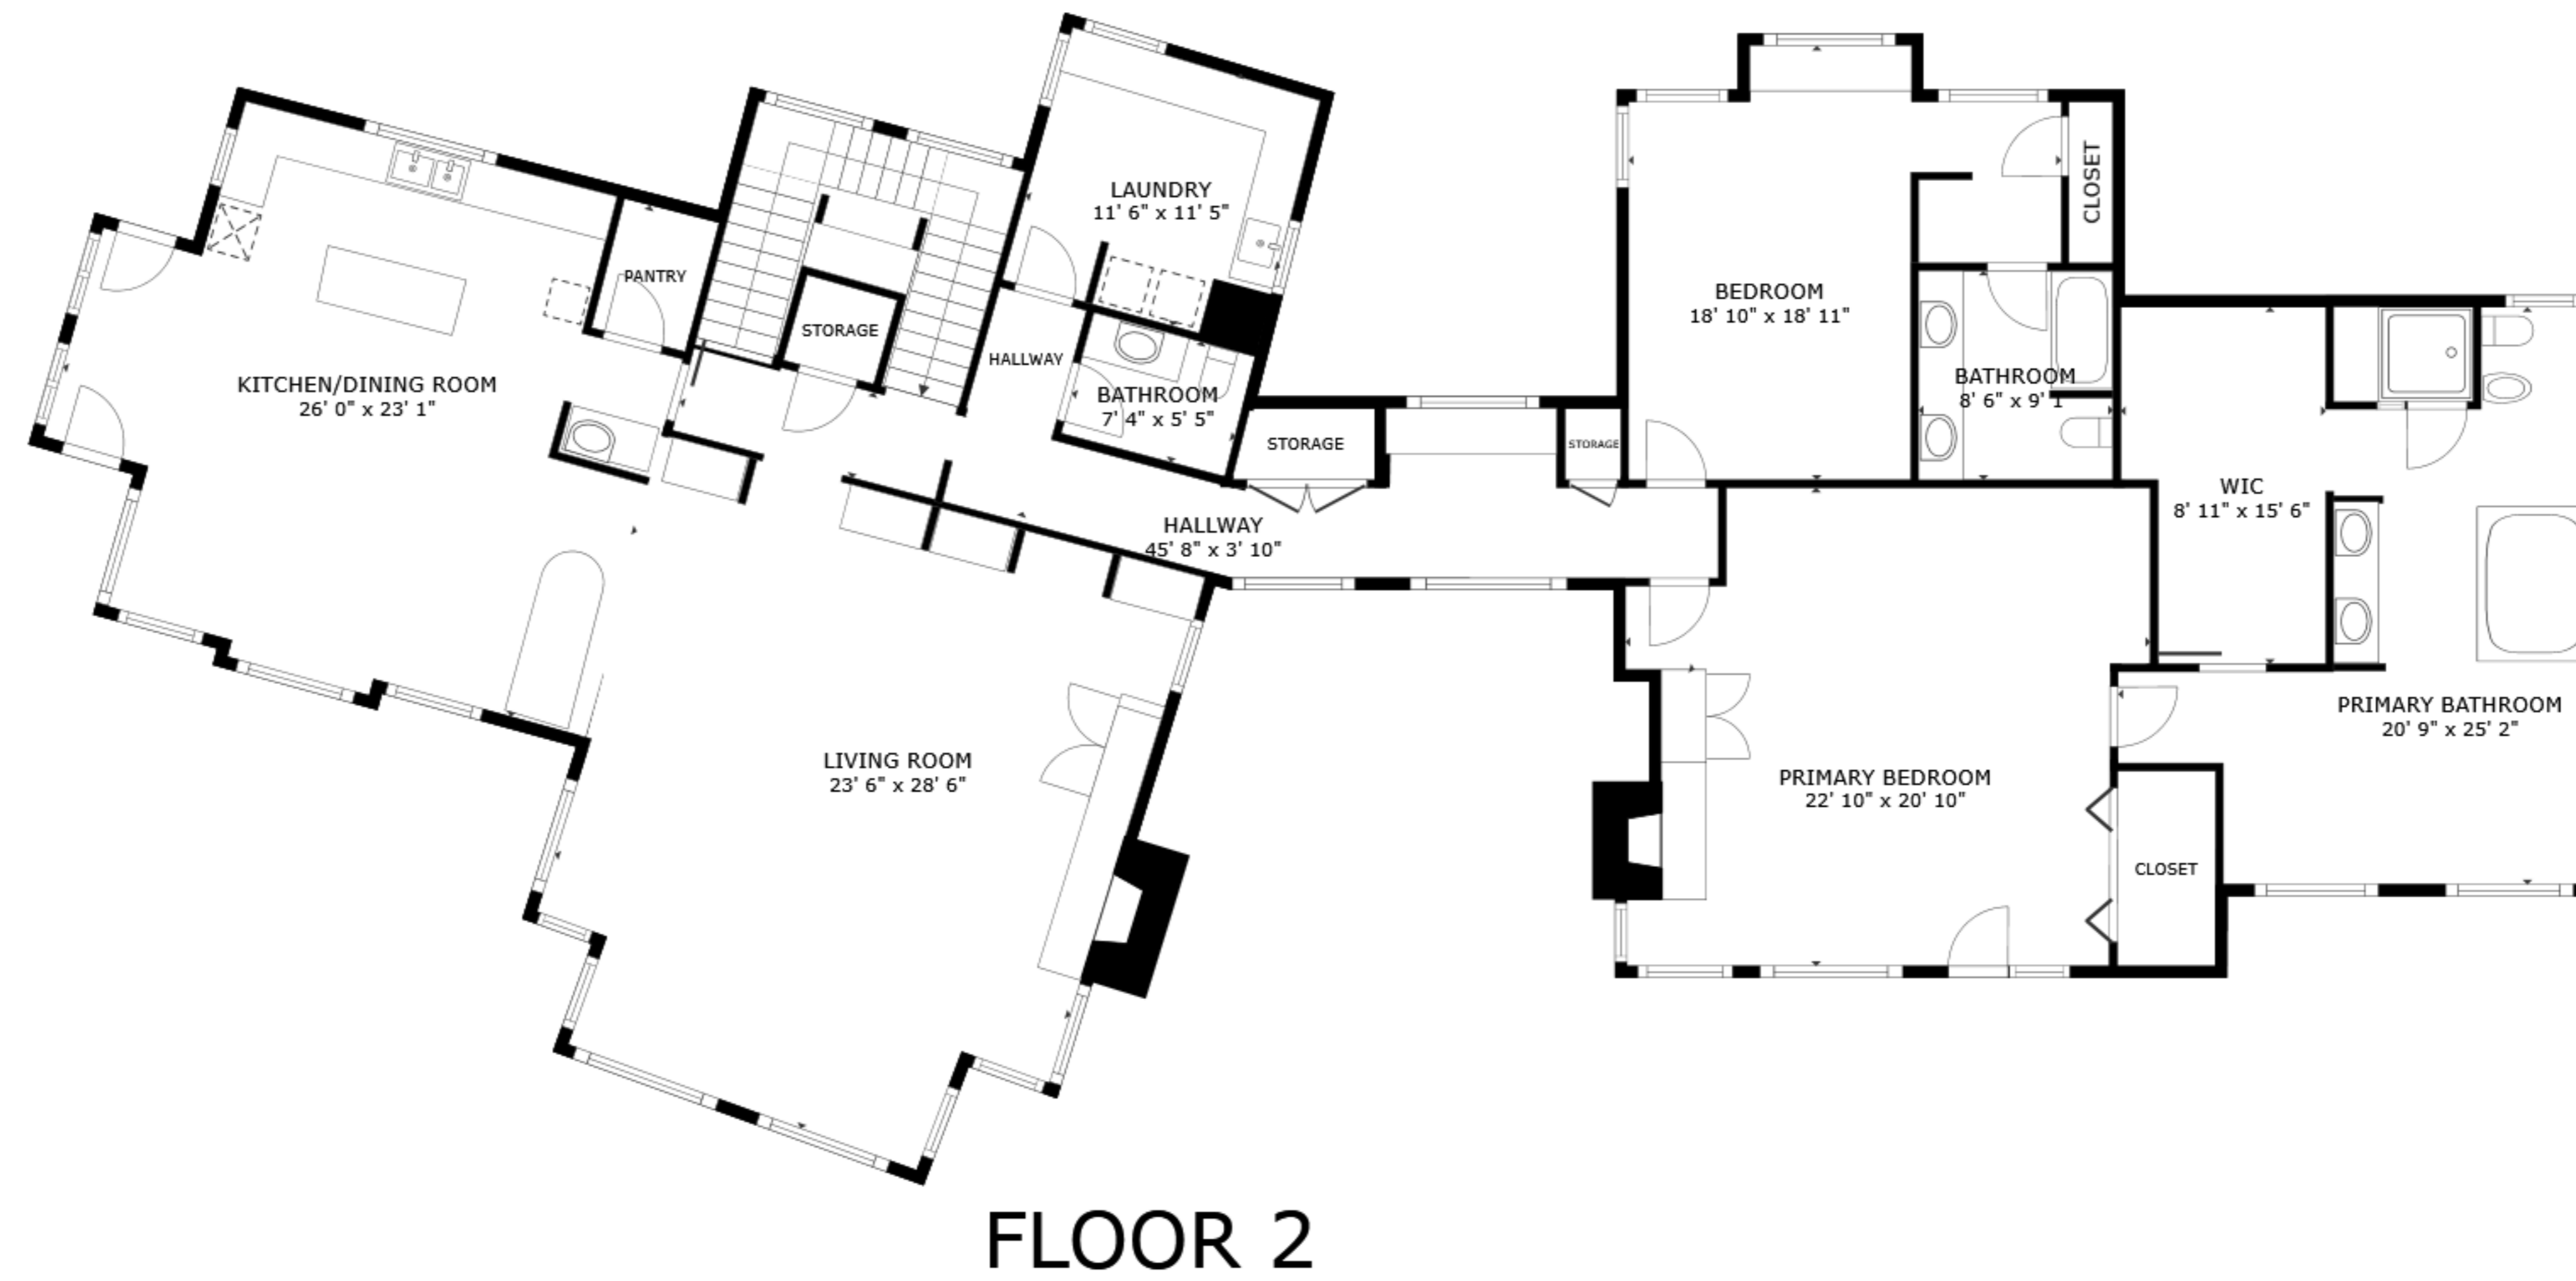 LAUNDRY
11' 6" x 11' 5"
PANTRY
STORAGE
HALLWAY
KITCHEN/DINING ROOM
26' 0" x 23' 1"
BATHROOM
7' 4" x 5' 5"
STORAGE
STORAGE
HALLWAY
45' 8" x 3' 10"
LIVING ROOM
23' 6" x 28' 6"
CLOSET
BEDROOM
18' 10" x 18' 11"
BATHROOM
8' 6" x 9' 1
WIC
8' 11" x 15' 6"
PRIMARY BATHROOM
20' 9" x 25' 2"
PRIMARY BEDROOM
22' 10" x 20' 10"
CLOSET
FLOOR 2